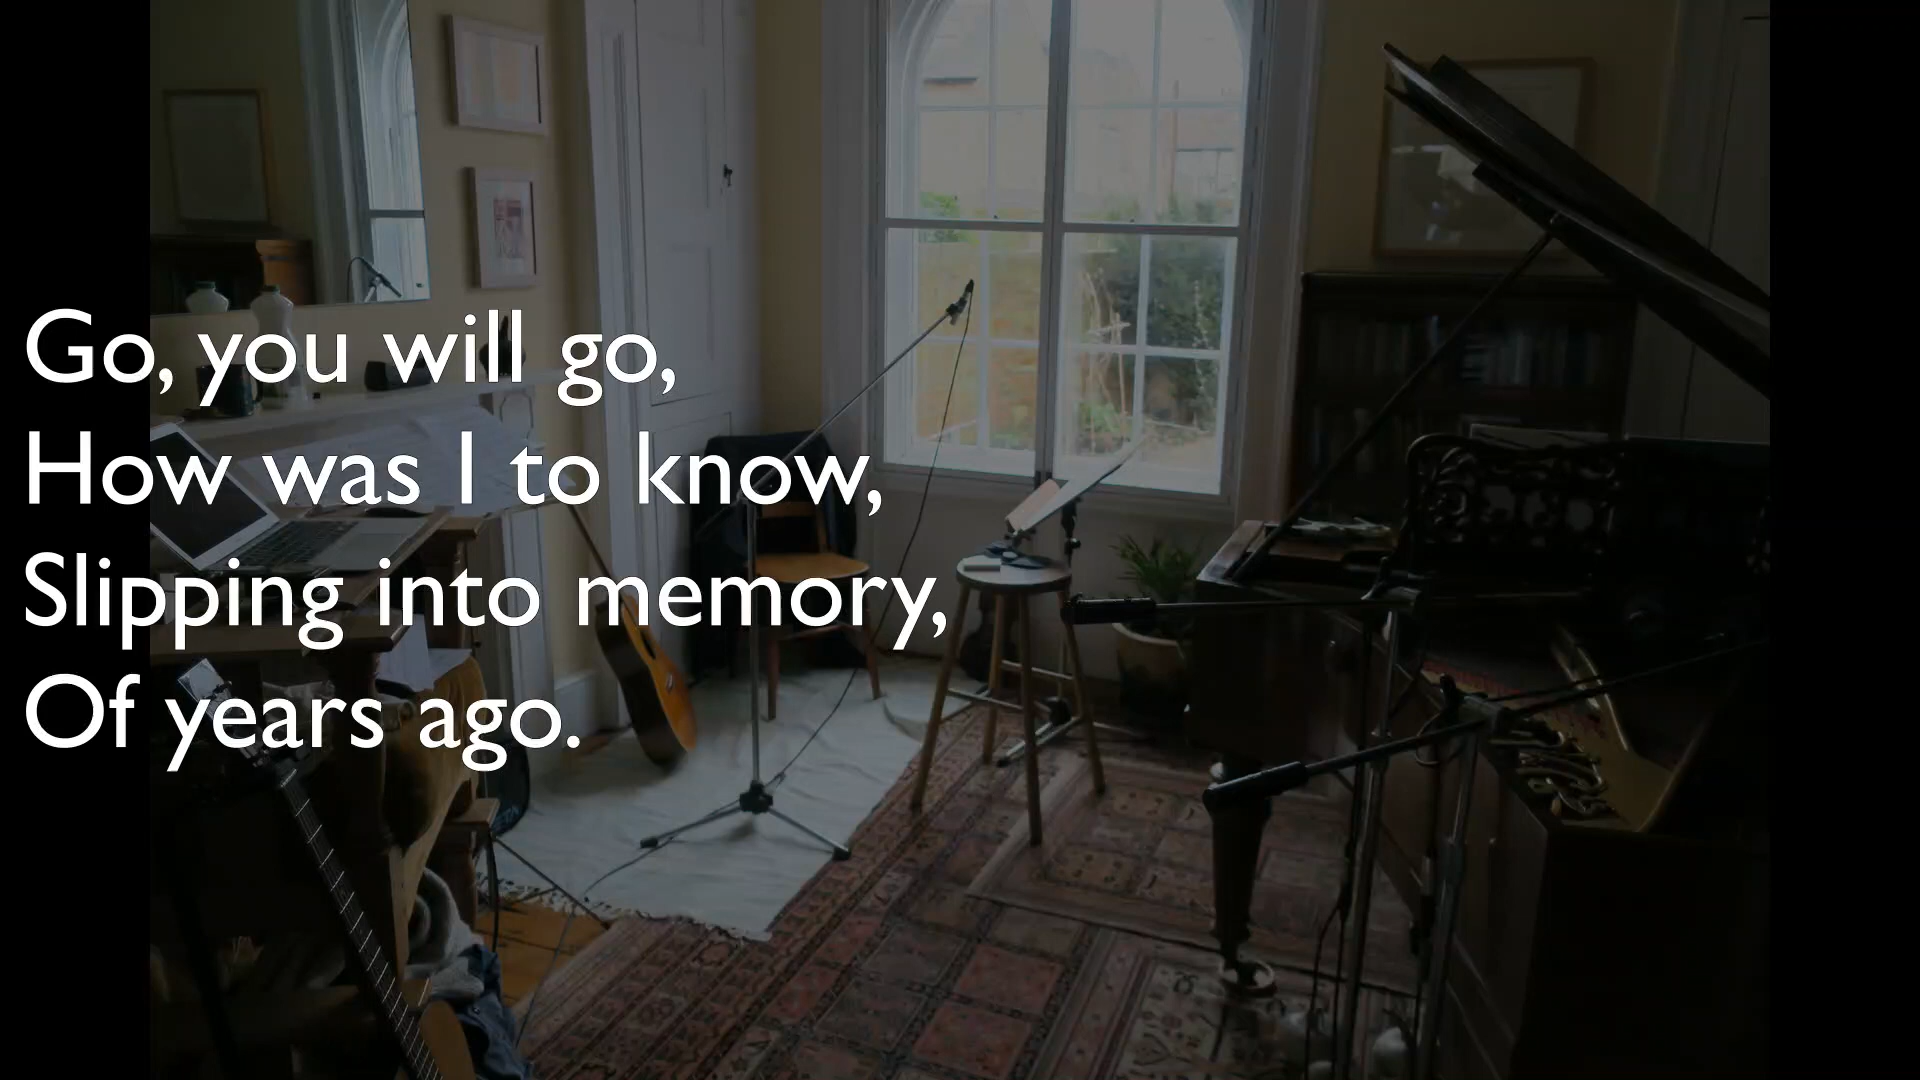 Go, you will go,
How was I to know,
Slipping into memory,
Of years ago.